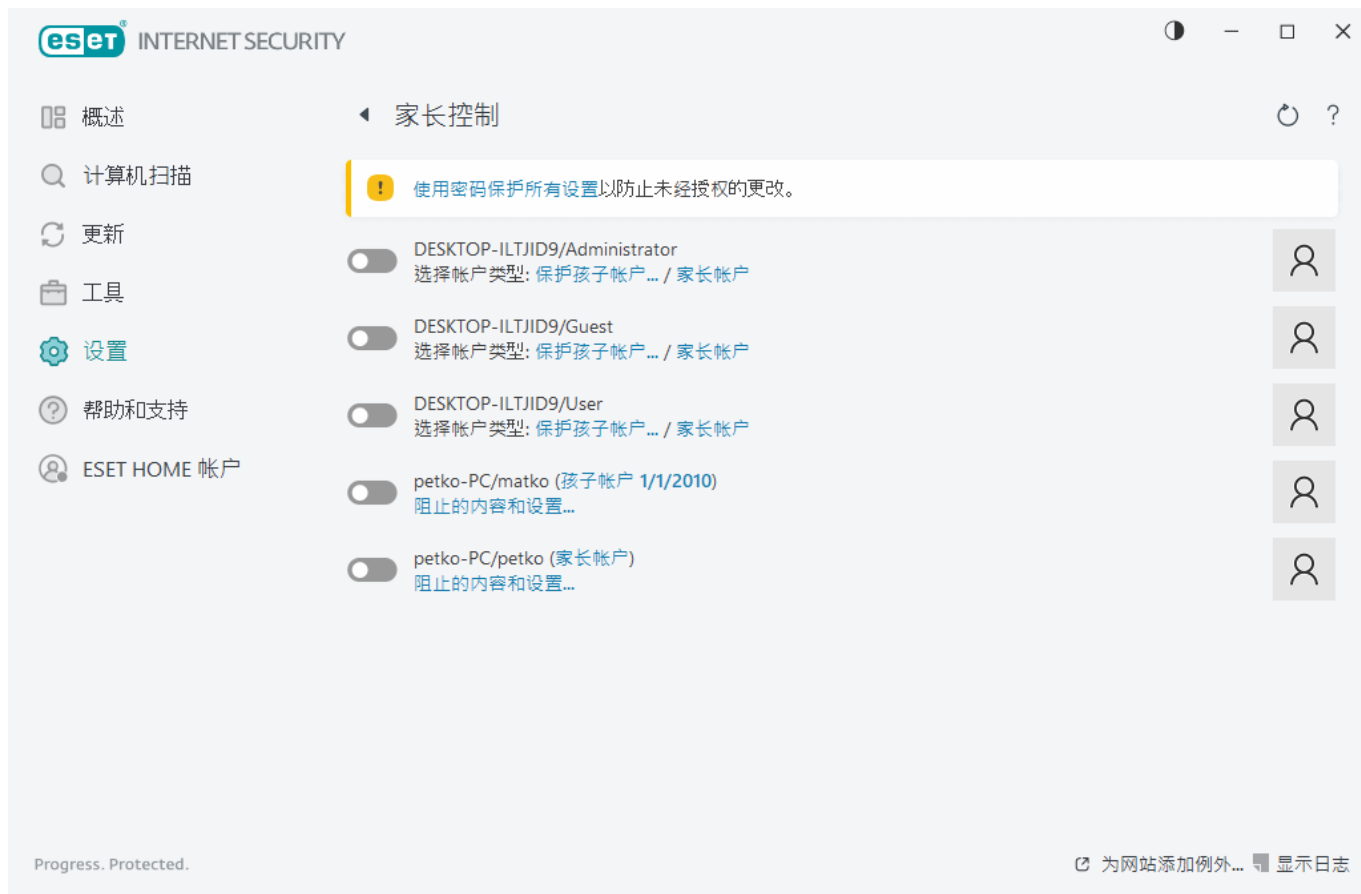 eset® INTERNET SECURITY
概述
计算机扫描
更新
工具
设置
帮助和支持
ESET HOME 帐户
家长控制
?
使用密码保护所有设置以防止未经授权的更改。
DESKTOP-ILTJID9/Administrator
选择帐户类型: 保护孩子帐户... / 家长帐户
DESKTOP-ILTJID9/Guest
选择帐户类型: 保护孩子帐户... / 家长帐户
DESKTOP-ILTJID9/User
选择帐户类型: 保护孩子帐户... / 家长帐户
petko-PC/matko (孩子帐户 1/1/2010)
阻止的内容和设置...
petko-PC/petko (家长帐户)
阻止的内容和设置...
Progress. Protected.
为网站添加例外... 显示日志